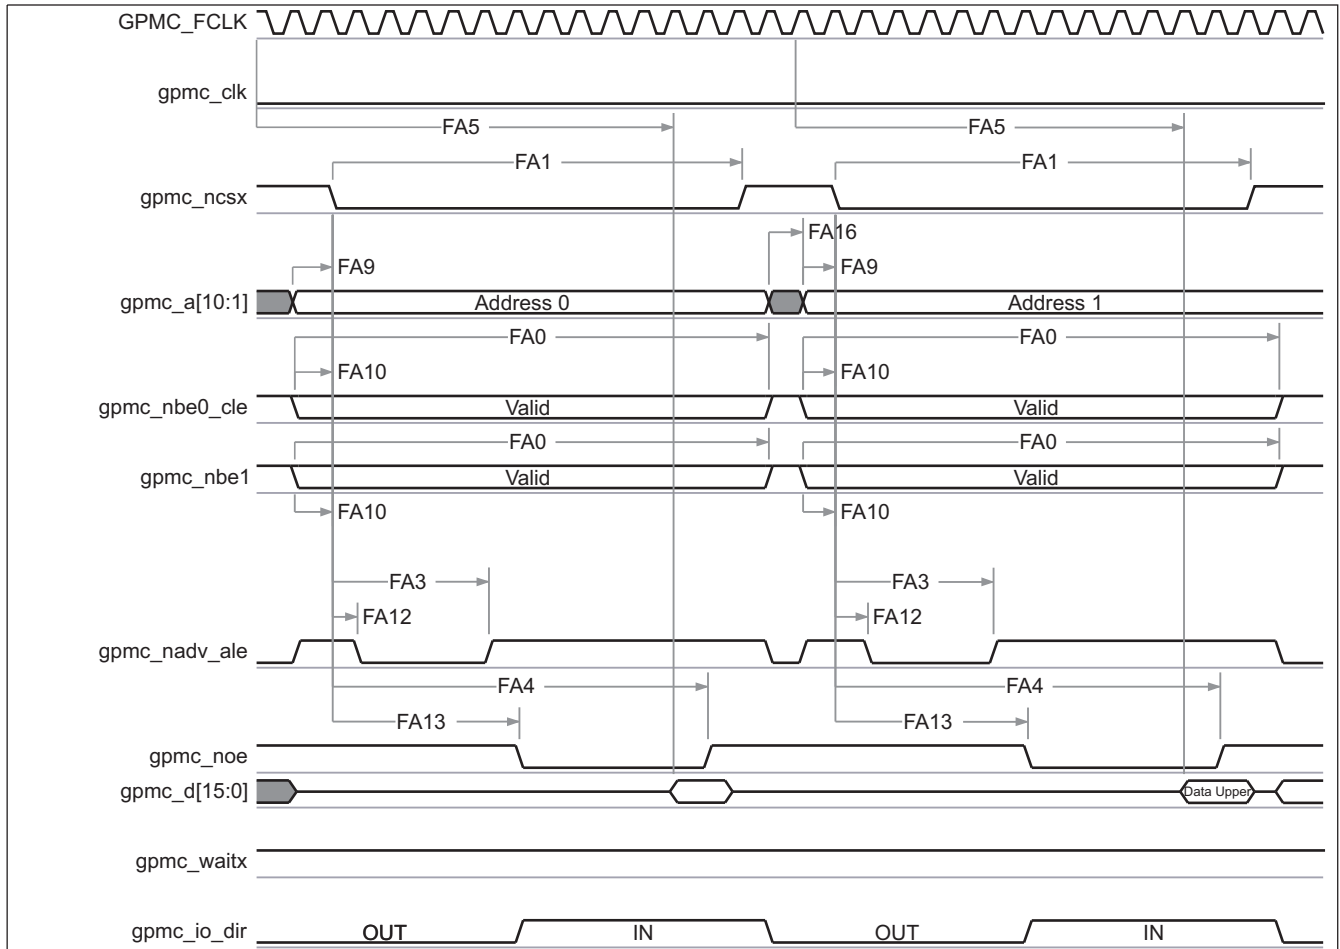 GPMC_FCLK
gpmc_clk
FA5 FA5
FA1 FA1
gpmc_ncsx
FA16
FA9 FA9
gpmc_a[10:1] Address 0 Address 1
FA0 FA0
FA10 FA10
gpmc_nbe0_cle Valid Valid
FA0 FA0
gpmc_nbe1 Valid Valid
FA10 FA10
FA3 FA3
FA12 FA12
gpmc_nadv_ale
FA4 FA4
FA13 FA13
gpmc_noe
gpmc_d[15:0] Data Upper
gpmc_waitx
gpmc_io_dir OUT IN OUT IN